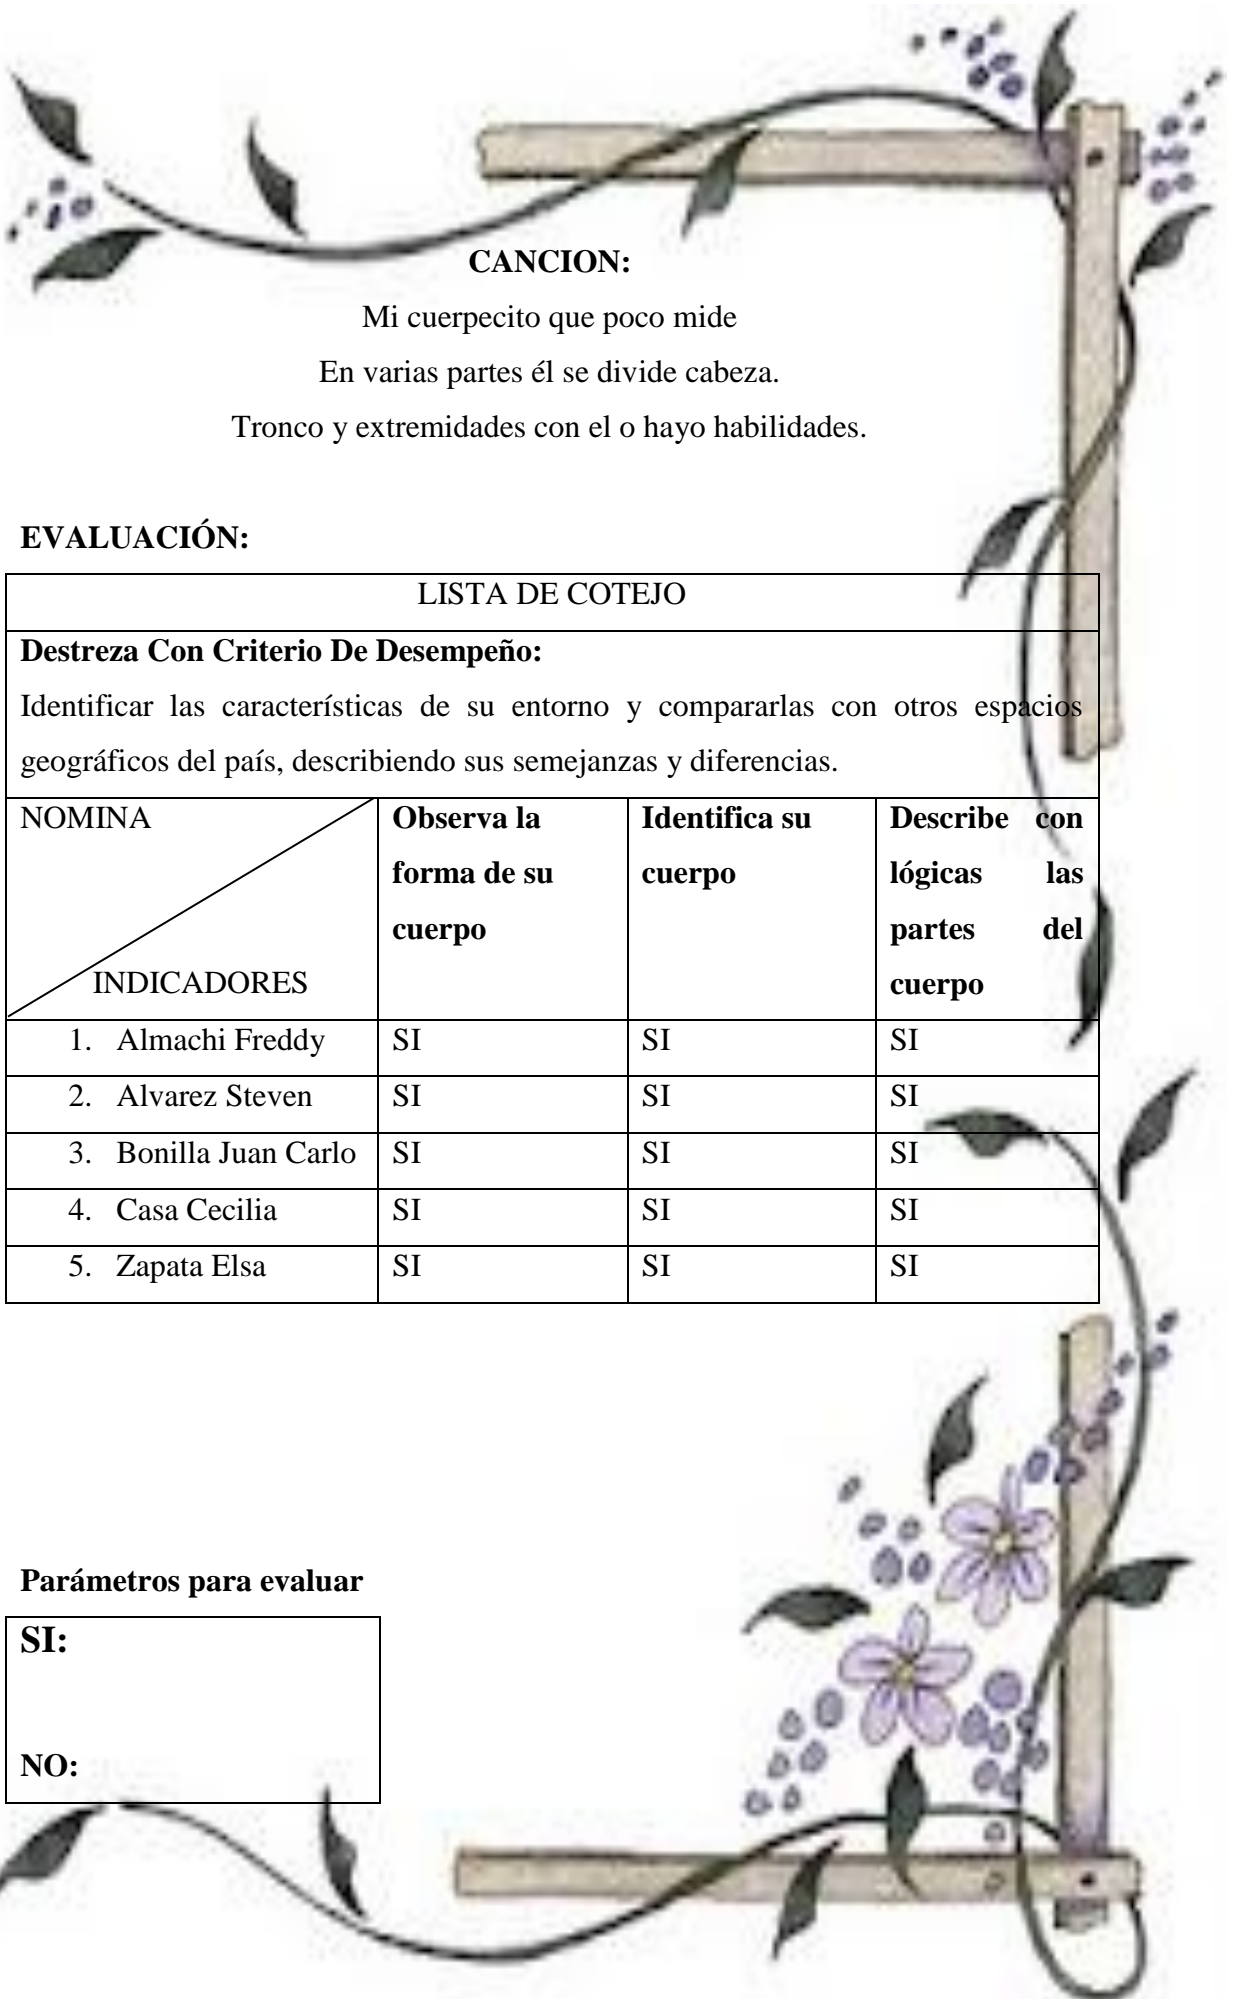 CANCION:
Mi cuerpecito que poco mide
En varias partes él se divide cabeza.
Tronco y extremidades con el o hayo habilidades.
EVALUACIÓN:
LISTA DE COTEJO
Destreza Con Criterio De Desempeño:
Identificar las características de su entorno y compararlas con otros espacios
geográficos del país, describiendo sus semejanzas y diferencias.
NOMINA
INDICADORES
Observa la
forma de su
cuerpo
Identifica su
cuerpo
Describe con
lógicas las
partes del
cuerpo
1. Almachi Freddy SI SI SI
2. Alvarez Steven SI SI SI
3. Bonilla Juan Carlo SI SI SI
4. Casa Cecilia SI SI SI
5. Zapata Elsa SI SI SI
Parámetros para evaluar
SI:
NO: